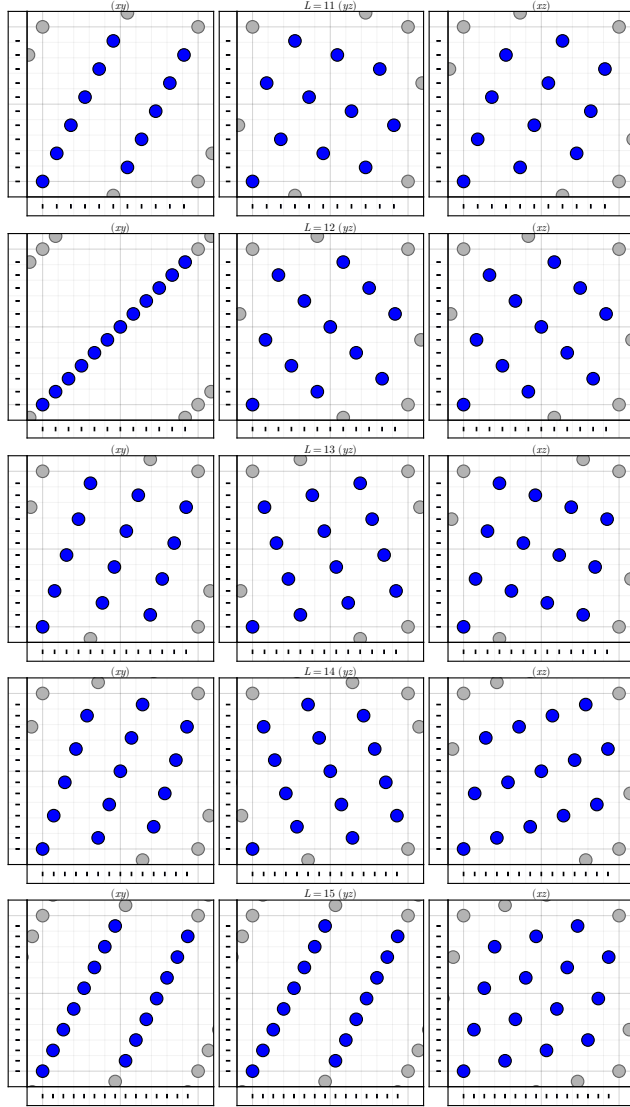 (xy) L = 11 (yz) (xz)
(xy) L = 12 (yz) (xz)
(xy) L = 13 (yz) (xz)
(xy) L = 14 (yz) (xz)
(xy) L = 15 (yz) (xz)